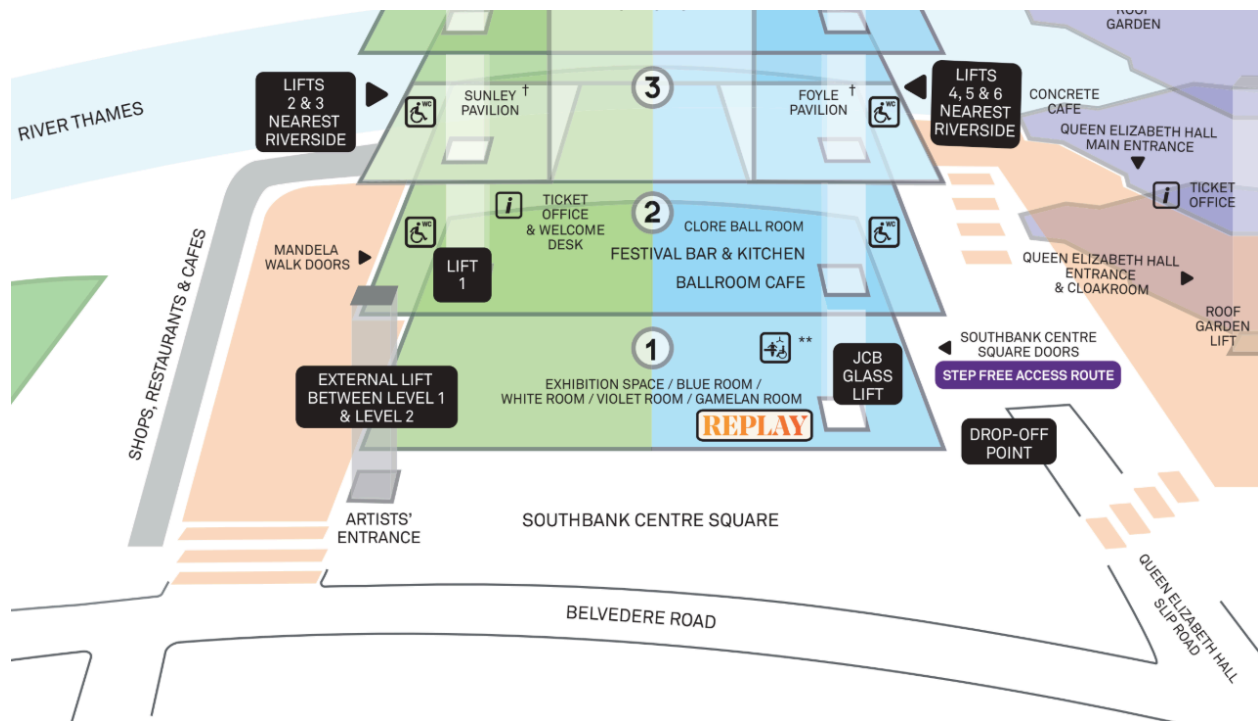 ROOF
GARDEN
LIFTS
2 & 3
NEAREST
RIVERSIDE
SUNLEY †
PAVILION
3
FOYLE †
PAVILION
LIFTS
4, 5 & 6
NEAREST
RIVERSIDE
WC
WC
CONCRETE
CAFE
RIVER THAMES
QUEEN ELIZABETH HALL
MAIN ENTRANCE
i
TICKET
OFFICE
i
TICKET
OFFICE
& WELCOME
DESK
2
WC
WC
CLORE BALL ROOM
FESTIVAL BAR & KITCHEN
BALLROOM CAFE
MANDELA
WALK DOORS
LIFT
1
QUEEN ELIZABETH HALL
ENTRANCE
& CLOAKROOM
ROOF
GARDEN
LIFT
SHOPS, RESTAURANTS & CAFES
1
**
SOUTHBANK CENTRE
SQUARE DOORS
STEP FREE ACCESS ROUTE
JCB
GLASS
LIFT
EXTERNAL LIFT
BETWEEN LEVEL 1
& LEVEL 2
EXHIBITION SPACE / BLUE ROOM /
WHITE ROOM / VIOLET ROOM / GAMELAN ROOM
REPLAY
DROP-OFF
POINT
ARTISTS'
ENTRANCE
SOUTHBANK CENTRE SQUARE
BELVEDERE ROAD
QUEEN ELIZABETH HALL
SLIP ROAD